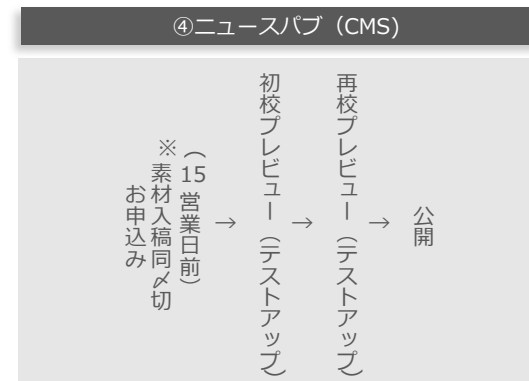 ④ニュースパブ（CMS)
お申込み
※素材入稿同〆切
（15営業日前）
→
初校プレビュー（テストアップ）
→
再校プレビュー（テストアップ）
→
公開